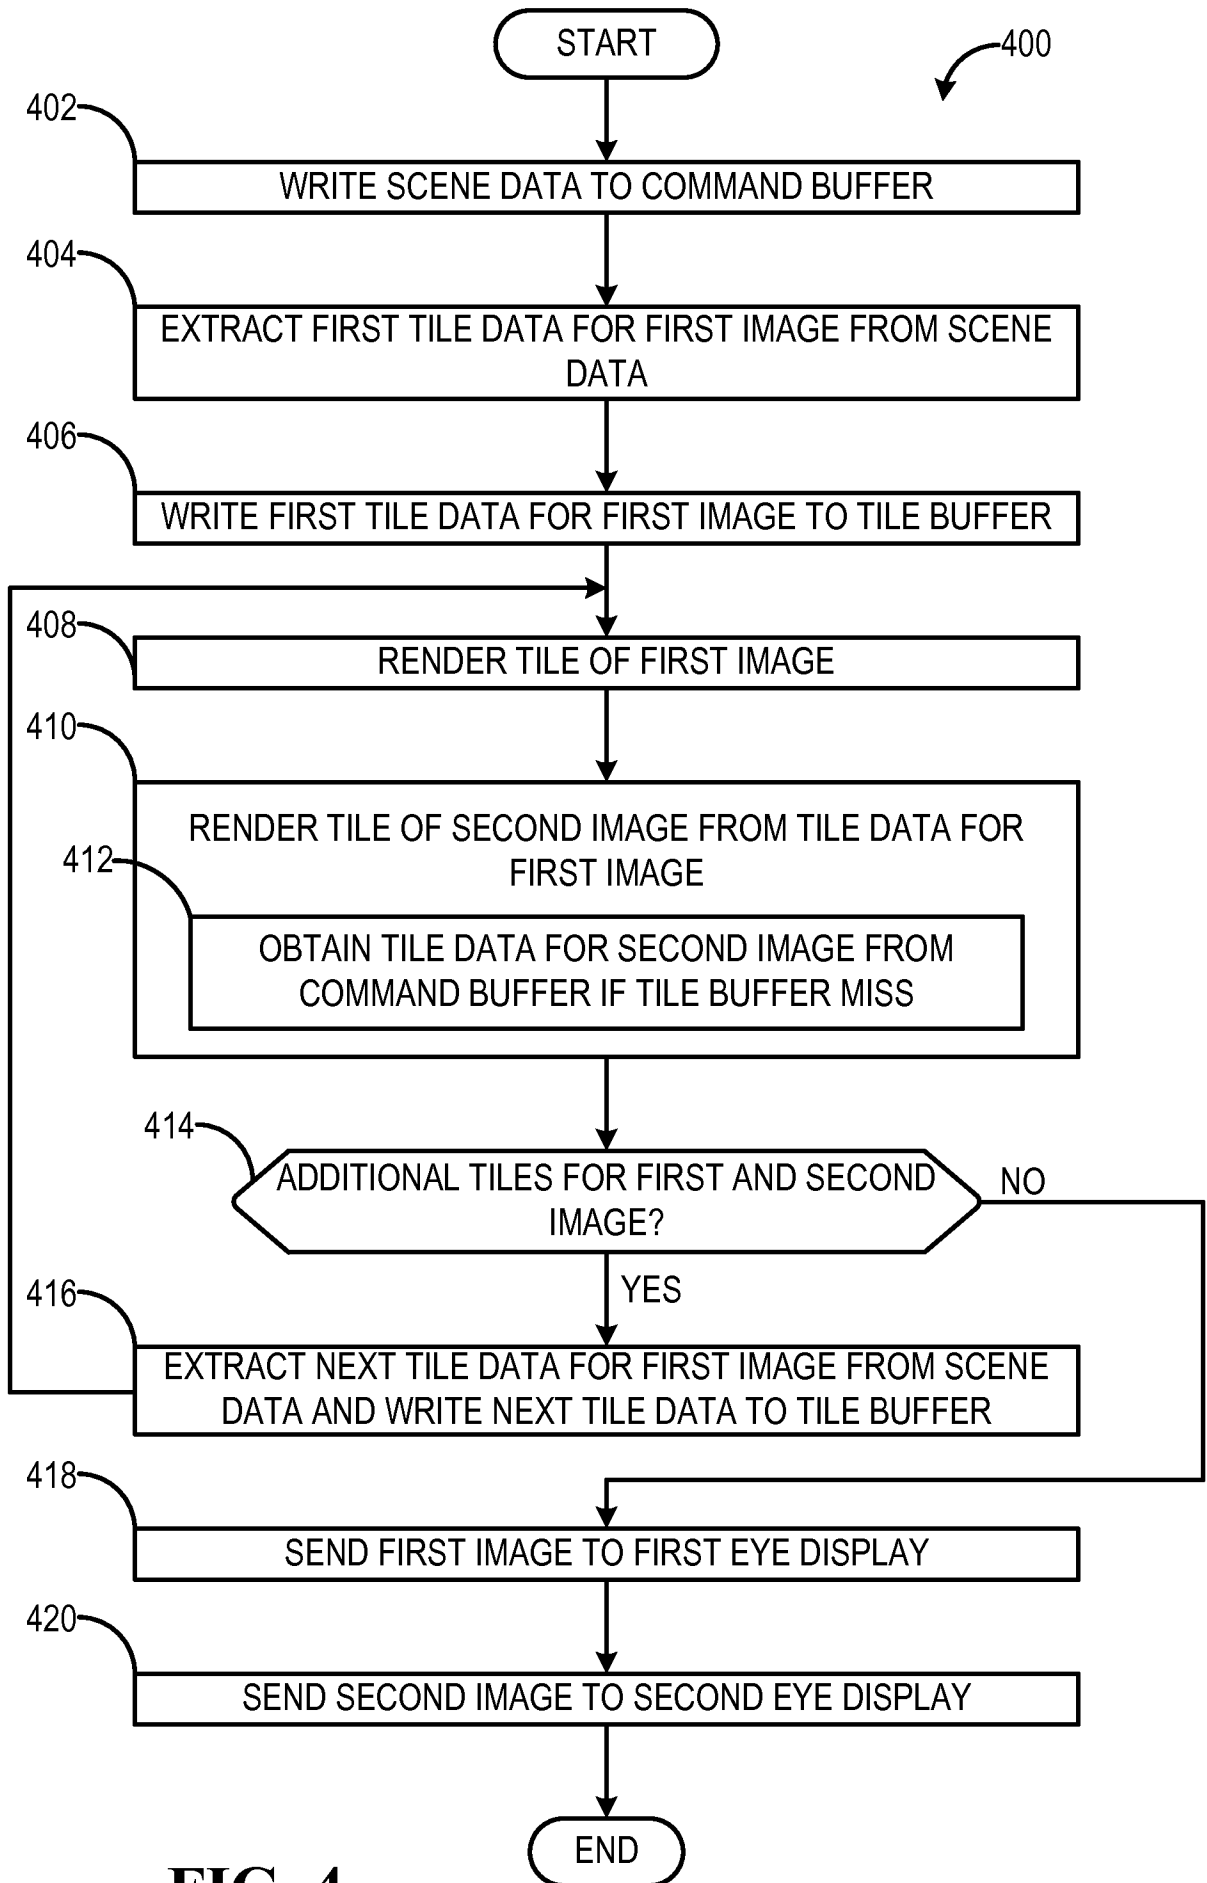 START
400
402
WRITE SCENE DATA TO COMMAND BUFFER
404
EXTRACT FIRST TILE DATA FOR FIRST IMAGE FROM SCENE
DATA
406
WRITE FIRST TILE DATA FOR FIRST IMAGE TO TILE BUFFER
408
RENDER TILE OF FIRST IMAGE
410
RENDER TILE OF SECOND IMAGE FROM TILE DATA FOR
FIRST IMAGE
412
OBTAIN TILE DATA FOR SECOND IMAGE FROM
COMMAND BUFFER IF TILE BUFFER MISS
414
ADDITIONAL TILES FOR FIRST AND SECOND
IMAGE?
NO
YES
416
EXTRACT NEXT TILE DATA FOR FIRST IMAGE FROM SCENE
DATA AND WRITE NEXT TILE DATA TO TILE BUFFER
418
SEND FIRST IMAGE TO FIRST EYE DISPLAY
420
SEND SECOND IMAGE TO SECOND EYE DISPLAY
END
FIG. 4